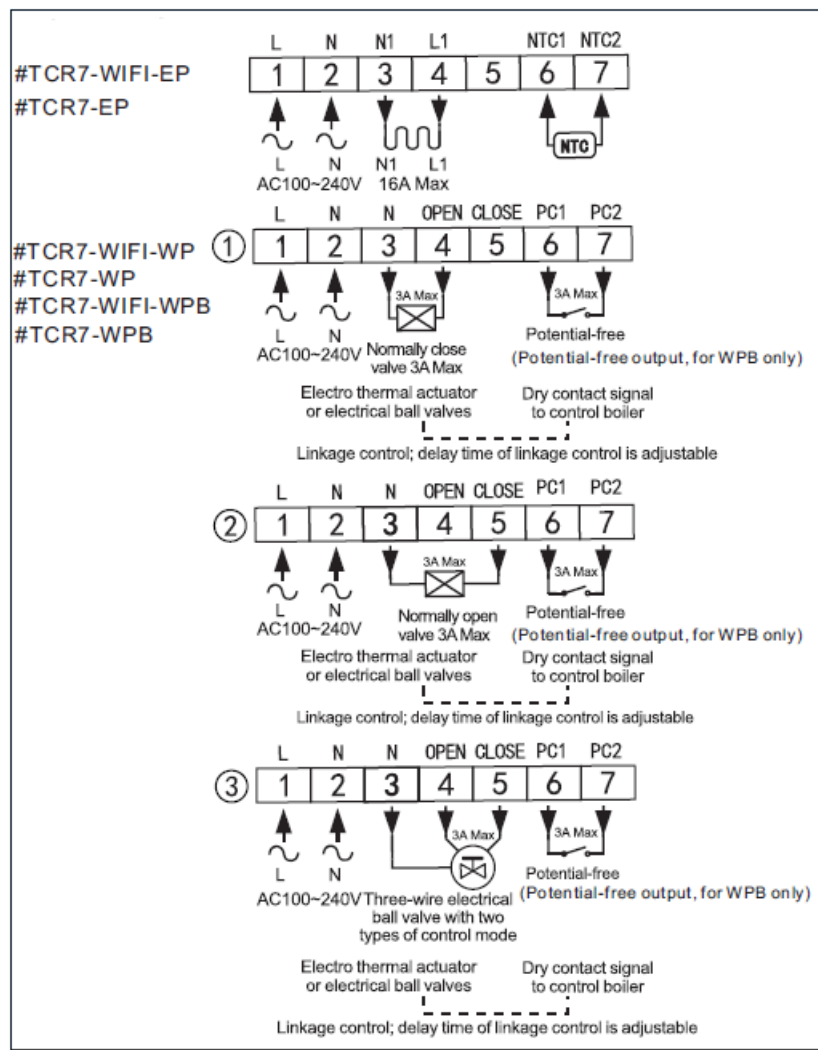 L N N1 L1 NTC1 NTC2
#TCR7-WIFI-EP 1 2 3 4 5 6 7
#TCR7-EP
NTC
L N N1 L1
AC100~240V 16A Max
L N N OPEN CLOSE PC1 PC2
#TCR7-WIFI-WP ① 1 2 3 4 5 6 7
#TCR7-WP
#TCR7-WIFI-WPB 3A Max 3A Max
#TCR7-WPB L N Potential-free
AC100~240V Normally close (Potential-free output, for WPB only)
valve 3A Max
Electro thermal actuator Dry contact signal
or electrical ball valves to control boiler
Linkage control; delay time of linkage control is adjustable
L N N OPEN CLOSE PC1 PC2
② 1 2 3 4 5 6 7
3A Max 3A Max
L N Normally open Potential-free
AC100~240V valve 3A Max (Potential-free output, for WPB only)
Electro thermal actuator Dry contact signal
or electrical ball valves to control boiler
Linkage control; delay time of linkage control is adjustable
L N N OPEN CLOSE PC1 PC2
③ 1 2 3 4 5 6 7
3A Max 3A Max
L N Potential-free
AC100~240V Three-wire electrical (Potential-free output, for WPB only)
ball valve with two
types of control mode
Electro thermal actuator Dry contact signal
or electrical ball valves to control boiler
Linkage control; delay time of linkage control is adjustable